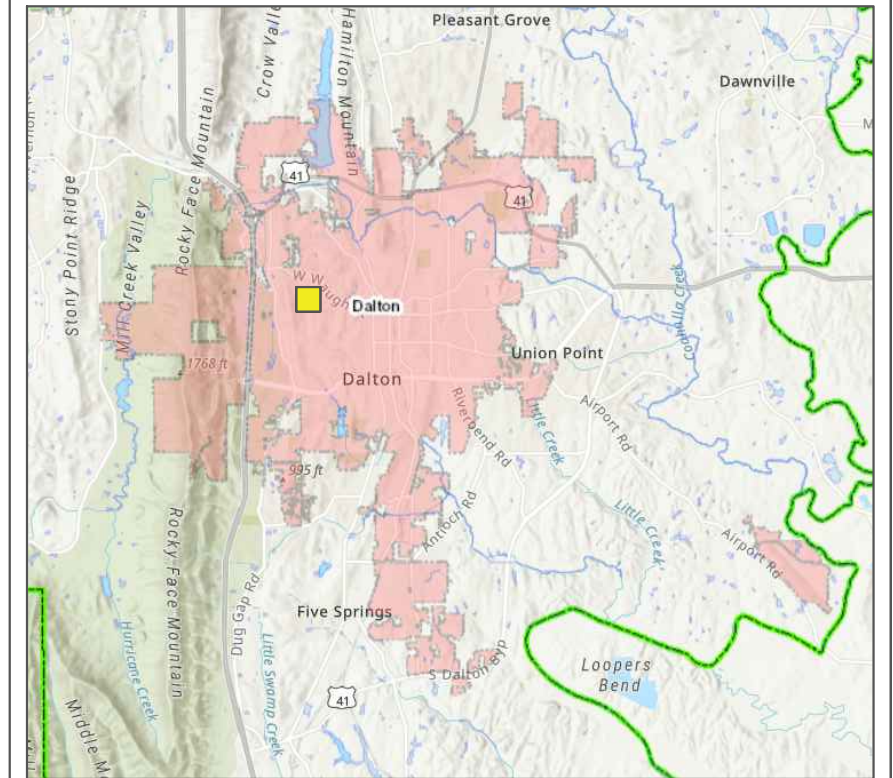 Pleasant Grove
Crow Valle
Hamilton Mountain
Dawnville
Rocky Face Mountain
41
41
Stony Point Ridge
Mill Creek Valley
W Waugh
Dalton
Coahulla Creek
Union Point
1768 ft
Dalton
Riverbend Rd
Little Creek
Airport Rd
995 ft
Antioch Rd
Little Creek
Airport Rd
Rocky Face Mountain
Dug Gap Rd
Five Springs
Hurricane Creek
Little Swamp Creek
S Dalton Byp
Loopers
Bend
41
Middle Mo